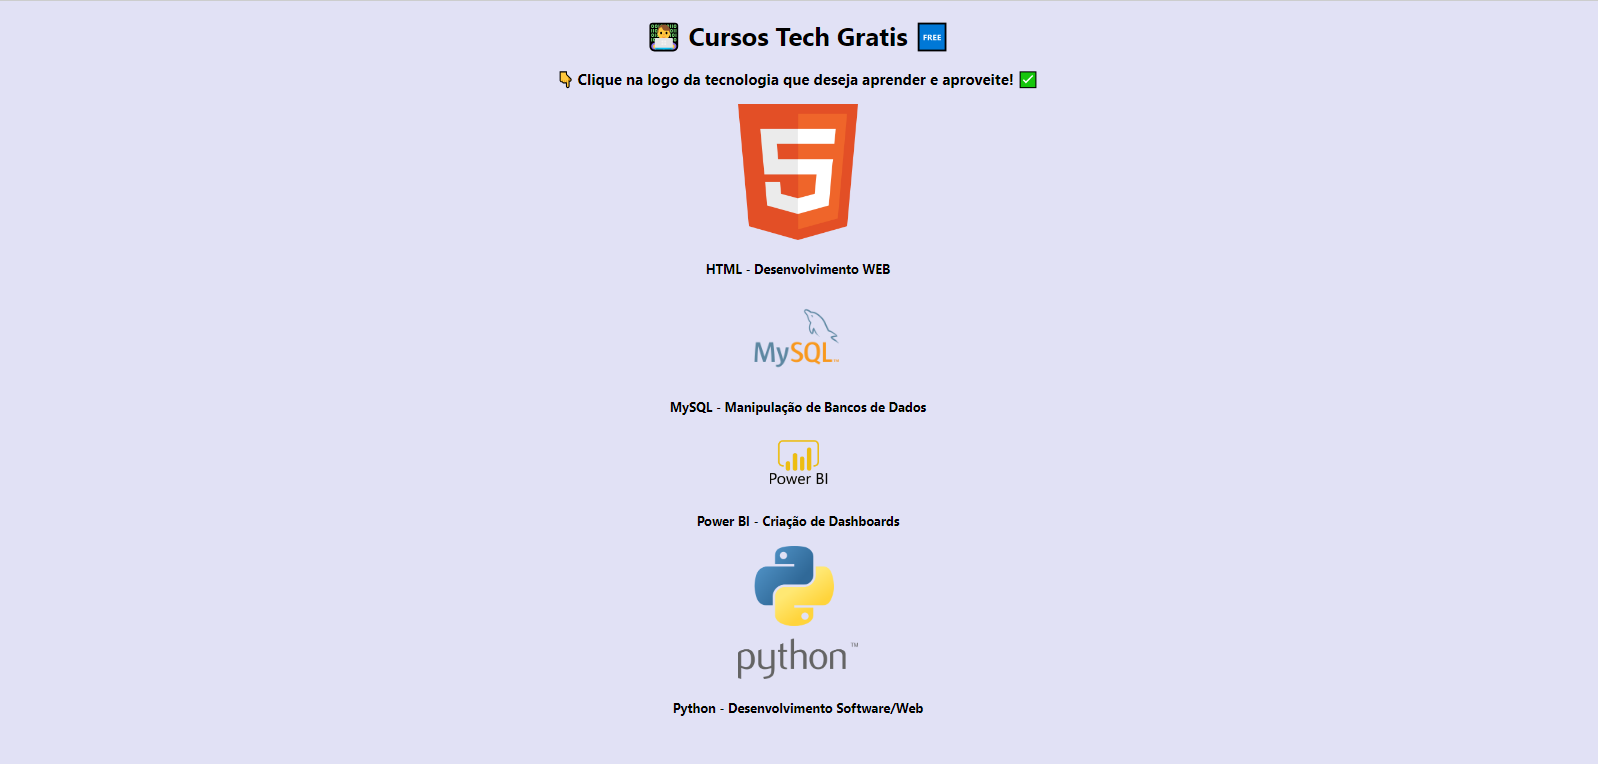 👨‍💻 Cursos Tech Gratis 🆓
👇 Clique na logo da tecnologia que deseja aprender e aproveite! ✅
5
HTML - Desenvolvimento WEB
MySQL™
MySQL - Manipulação de Bancos de Dados
Power BI
Power BI - Criação de Dashboards
python™
Python - Desenvolvimento Software/Web